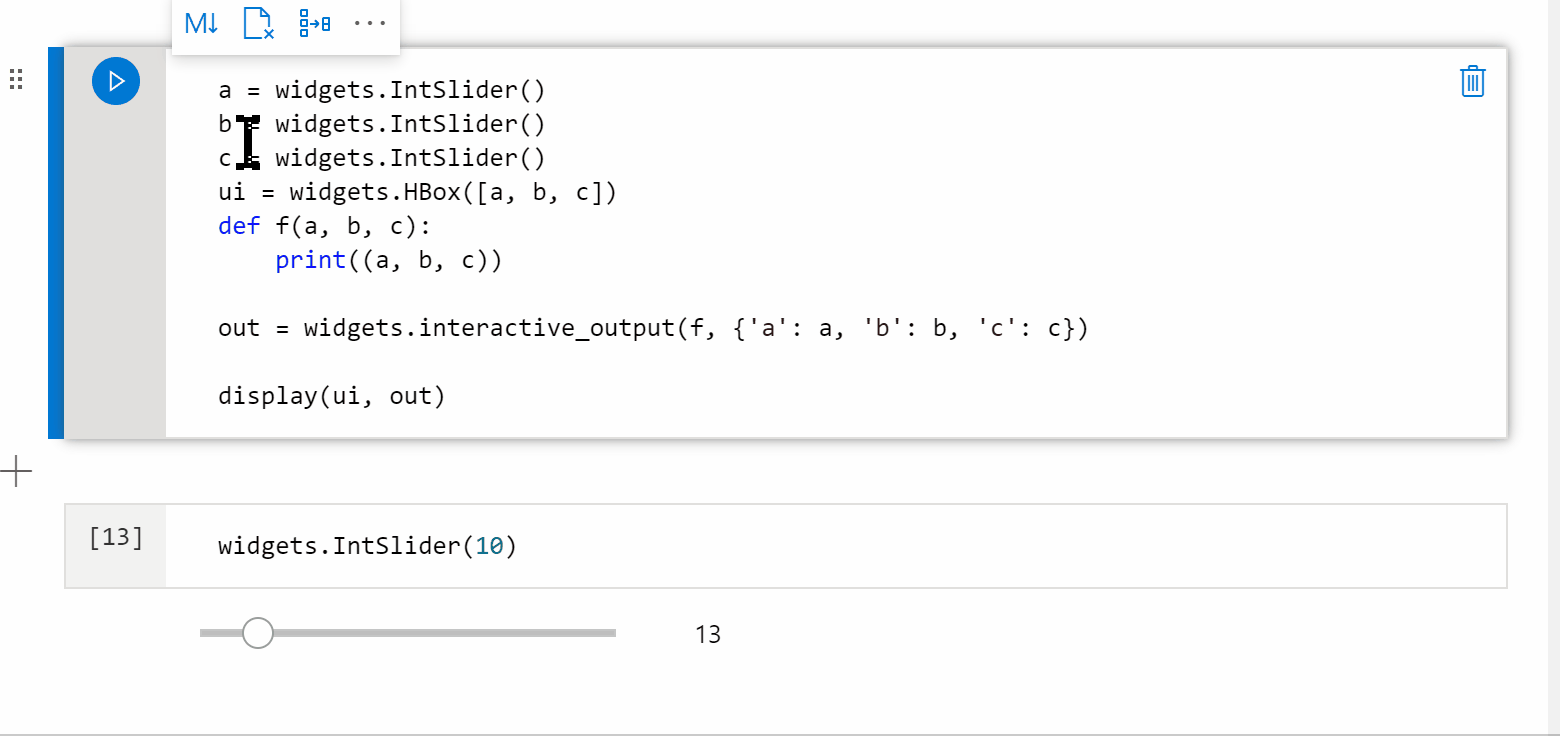 M↓ ···
a = widgets.IntSlider()
b = widgets.IntSlider()
c = widgets.IntSlider()
ui = widgets.HBox([a, b, c])
def f(a, b, c):
    print((a, b, c))
out = widgets.interactive_output(f, {'a': a, 'b': b, 'c': c})
display(ui, out)
[13] widgets.IntSlider(10)
13